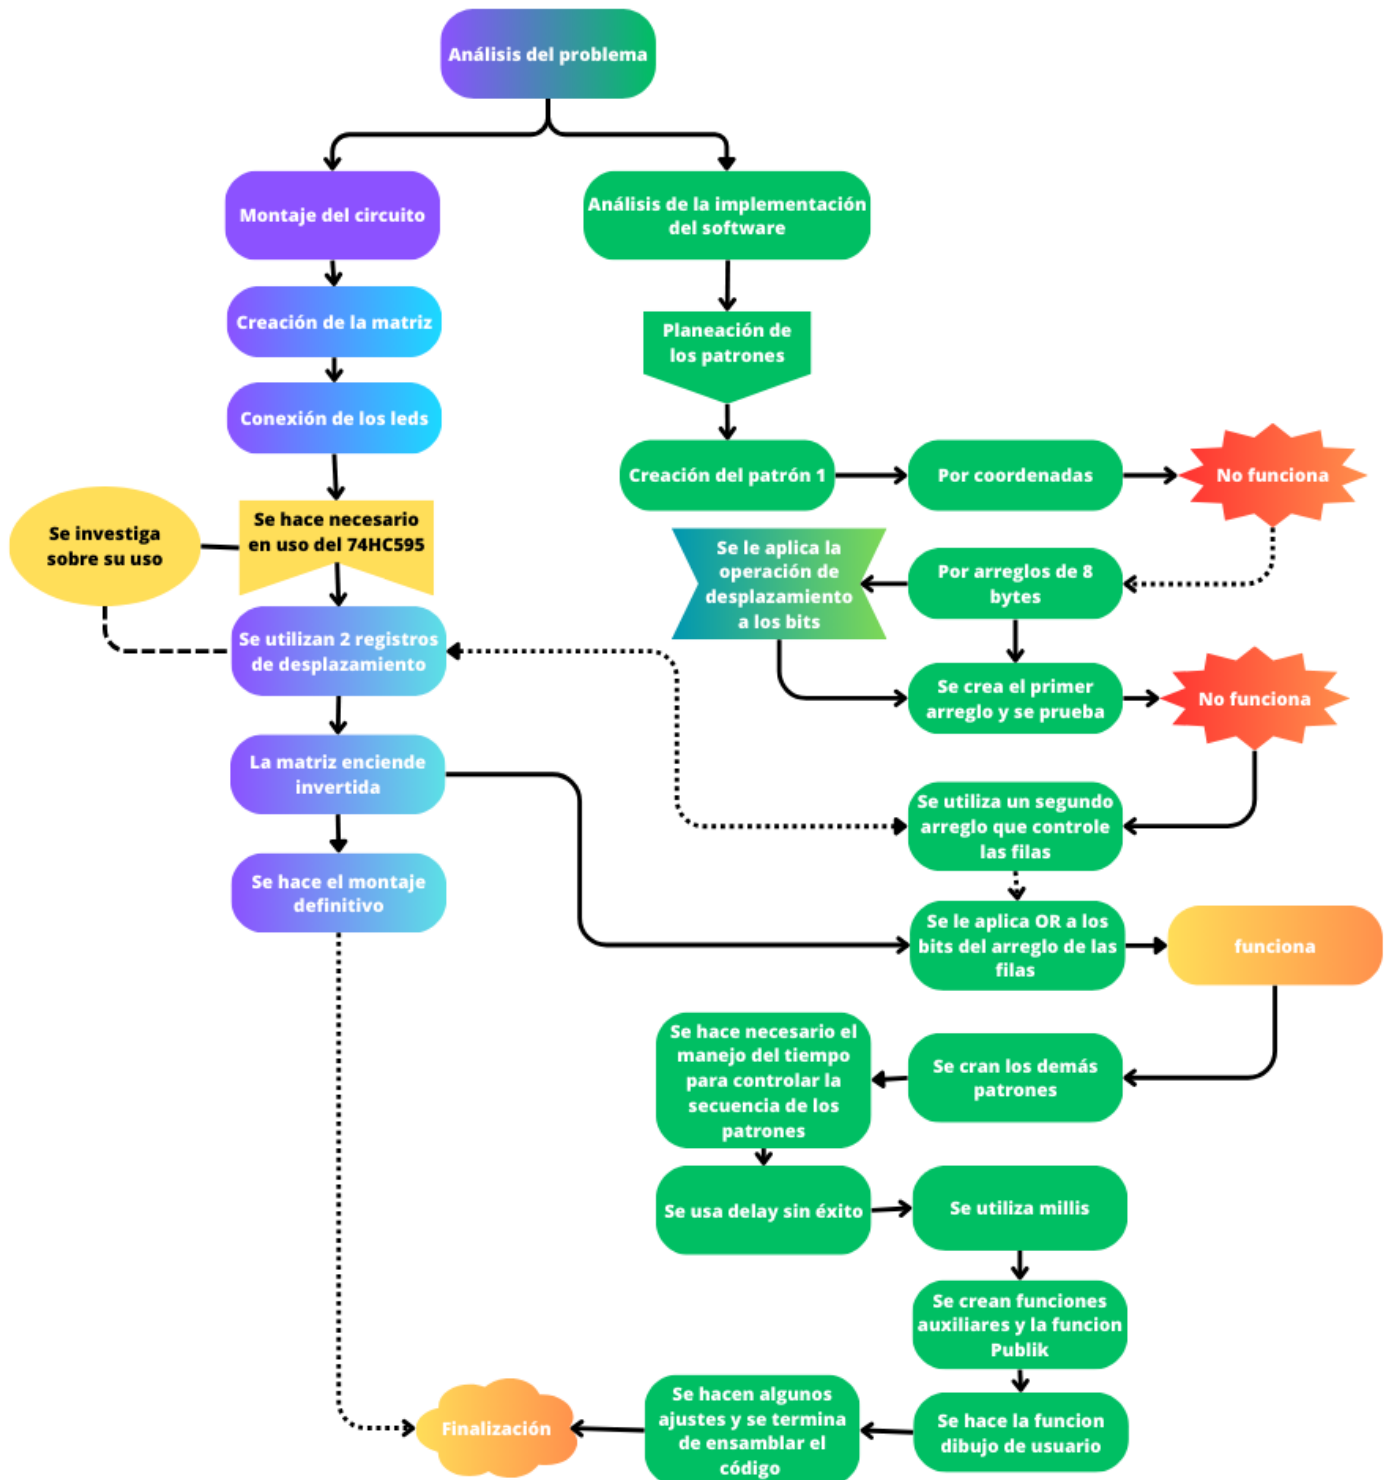 Análisis del problema
Montaje del circuito
Análisis de la implementación
del software
Creación de la matriz
Planeación de
los patrones
Conexión de los leds
Creación del patrón 1
Por coordenadas
No funciona
Se investiga
sobre su uso
Se hace necesario
en uso del 74HC595
Se le aplica la
operación de
desplazamiento
a los bits
Por arreglos de 8
bytes
Se utilizan 2 registros
de desplazamiento
Se crea el primer
arreglo y se prueba
No funciona
La matriz enciende
invertida
Se utiliza un segundo
arreglo que controle
las filas
Se hace el montaje
definitivo
Se le aplica OR a los
bits del arreglo de las
filas
funciona
Se hace necesario el
manejo del tiempo
para controlar la
secuencia de los
patrones
Se cran los demás
patrones
Se usa delay sin éxito
Se utiliza millis
Se crean funciones
auxiliares y la funcion
Publik
Finalización
Se hacen algunos
ajustes y se termina
de ensamblar el
código
Se hace la funcion
dibujo de usuario